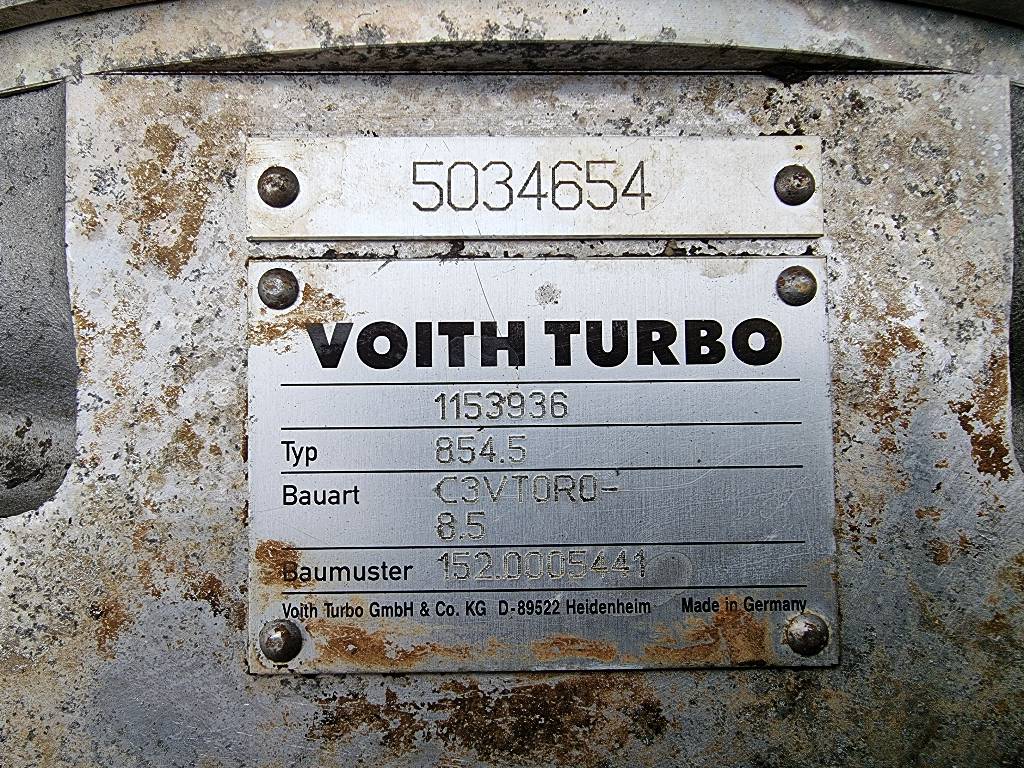 5034654
VOITH TURBO
1153936
Typ 854.5
Bauart C3VT0R0-
8.5
Baumuster 152.0005441
Voith Turbo GmbH & Co. KG D-89522 Heidenheim Made in Germany